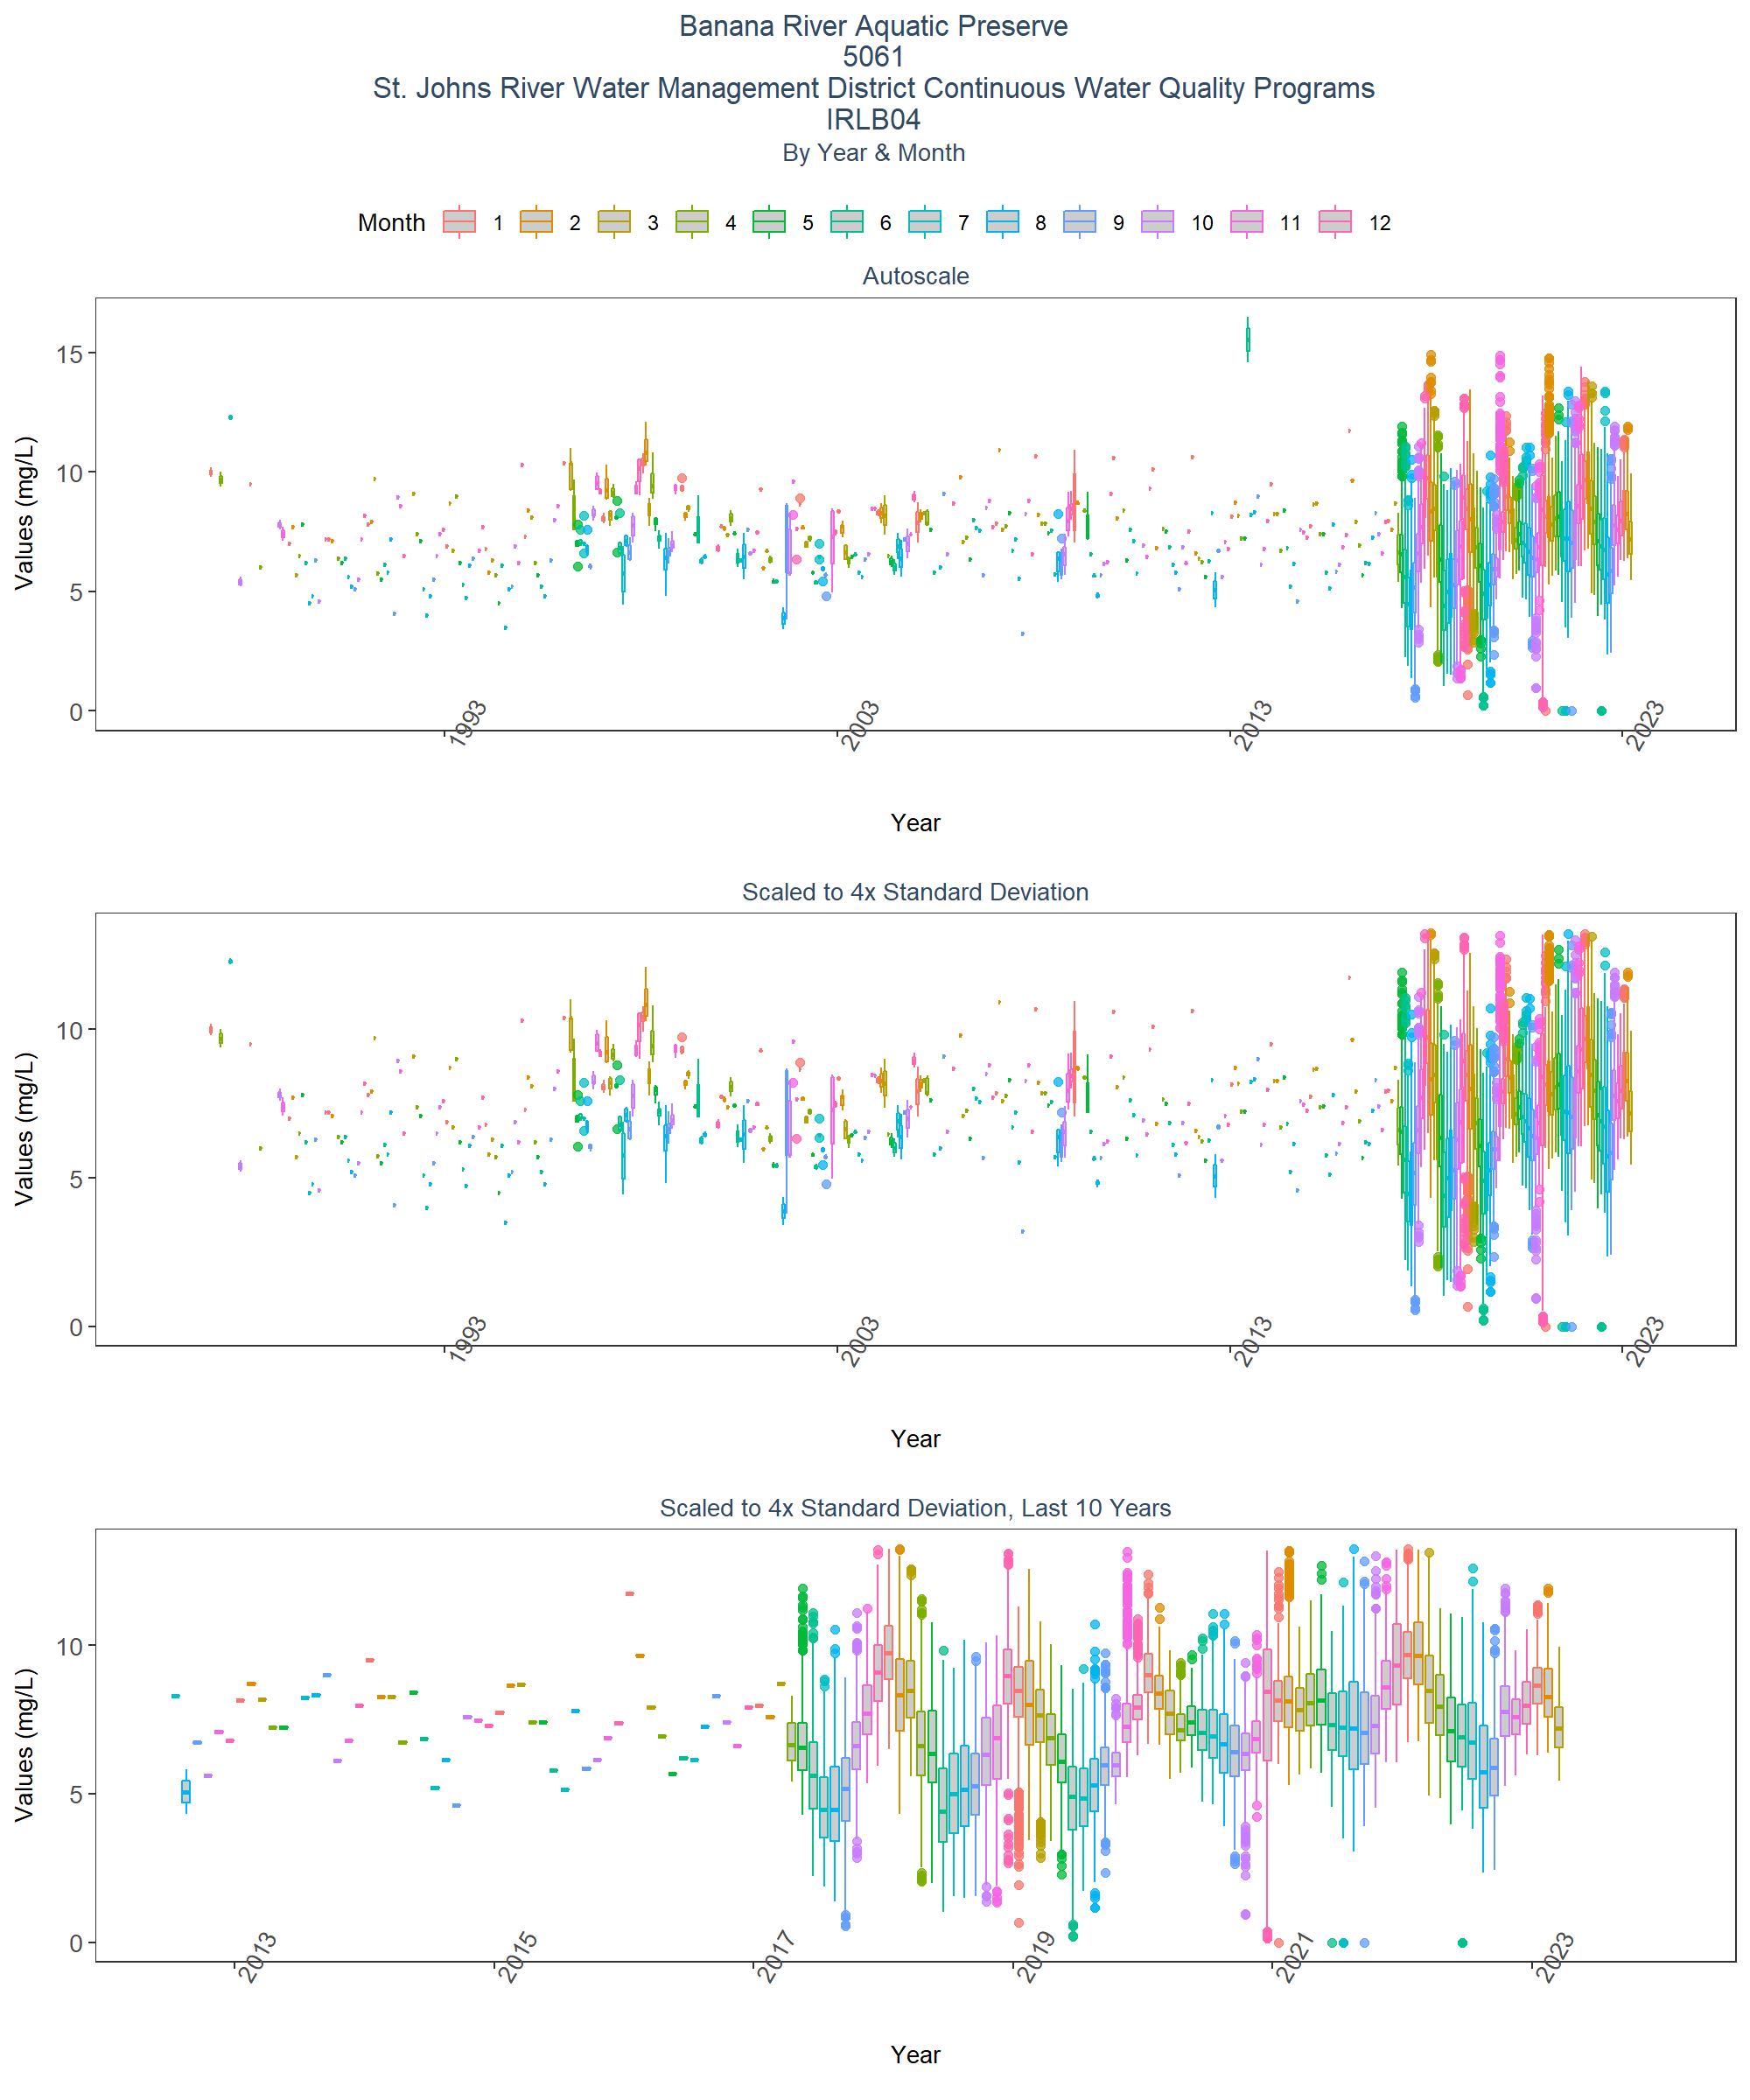 Banana River Aquatic Preserve
5061
St. Johns River Water Management District Continuous Water Quality Programs
IRLB04
By Year & Month
Month 1 2 3 4 5 6 7 8 9 10 11 12
Autoscale
Values (mg/L)
15
10
5
0
1993 2003 2013 2023
Year
Scaled to 4x Standard Deviation
Values (mg/L)
10
5
0
1993 2003 2013 2023
Year
Scaled to 4x Standard Deviation, Last 10 Years
Values (mg/L)
10
5
0
2013 2015 2017 2019 2021 2023
Year